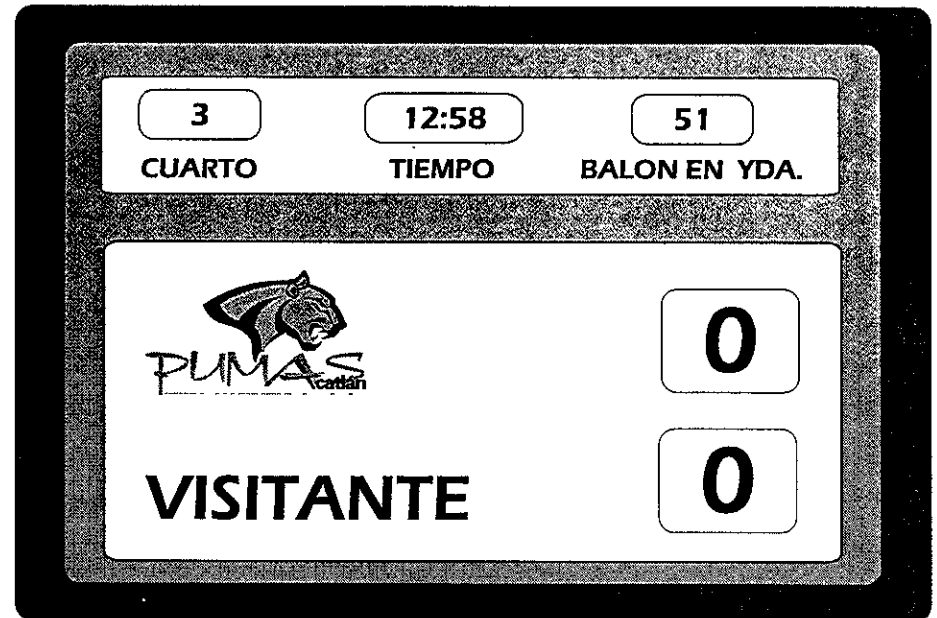 3 12:58 51
CUARTO TIEMPO BALON EN YDA.
PUMAS
catlán
0
VISITANTE
0